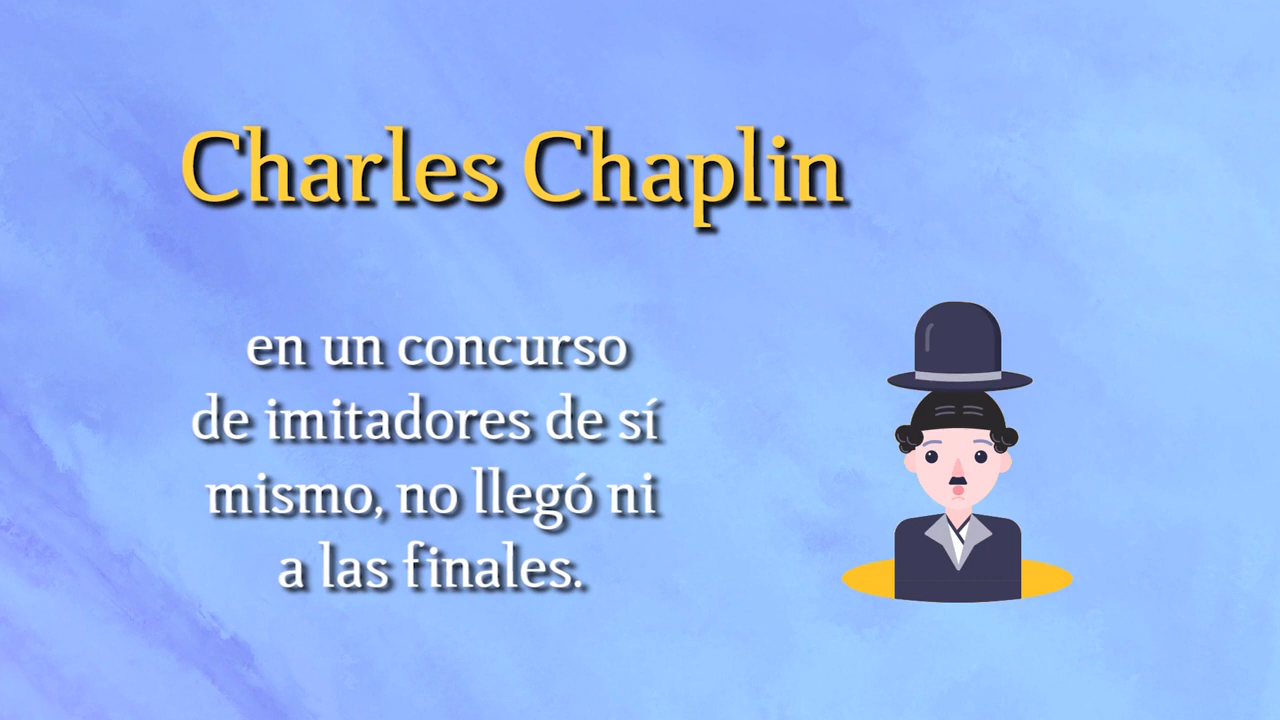 Charles Chaplin
en un concurso
de imitadores de sí
mismo, no llegó ni
a las finales.